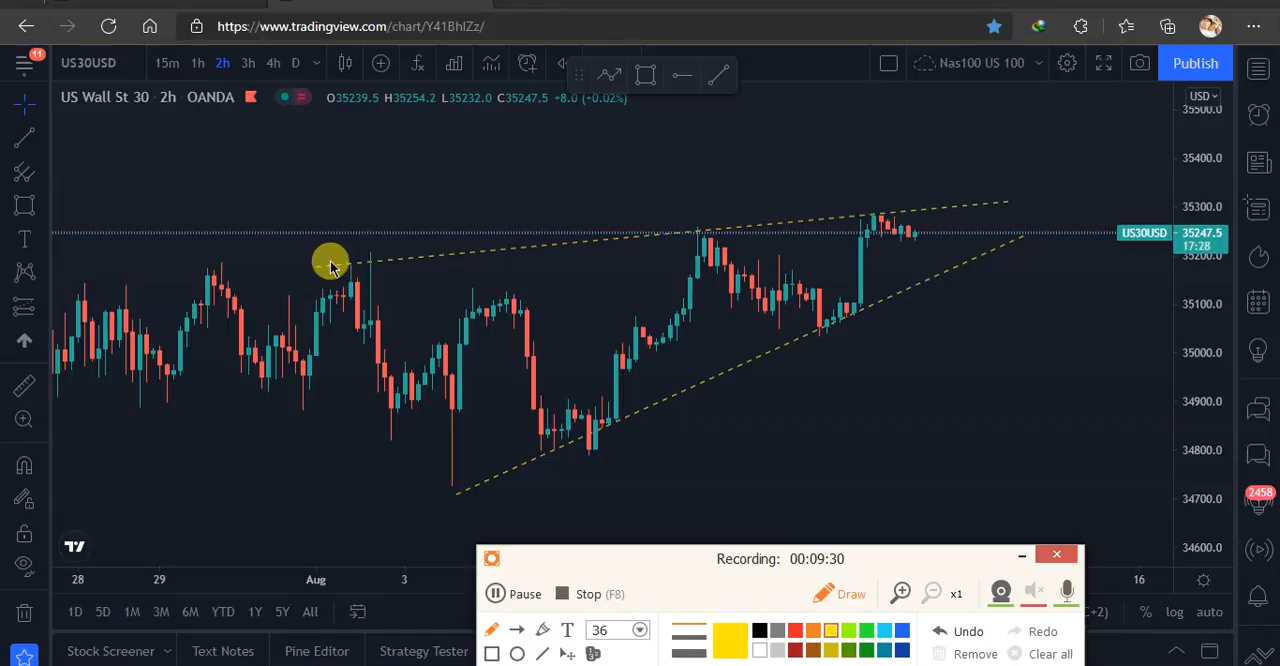 https://www.tradingview.com/chart/Y41BhIZz/
11
US30USD 15m 1h 2h 3h 4h D Nas100 US 100 Publish
US Wall St 30 · 2h · OANDA O35239.5 H35254.2 L35232.0 C35247.5 +8.0 (+0.02%)
USD
35500.0
35400.0
35300.0
US30USD 35247.5
17:28
35200.0
35100.0
35000.0
34900.0
34800.0
34700.0
34600.0
2458
28 29 Aug 3 16
1D 5D 1M 3M 6M YTD 1Y 5Y All +2) % log auto
Stock Screener Text Notes Pine Editor Strategy Tester
Recording: 00:09:30
Pause Stop (F8) Draw x1
T 36 Undo Redo
Remove Clear all